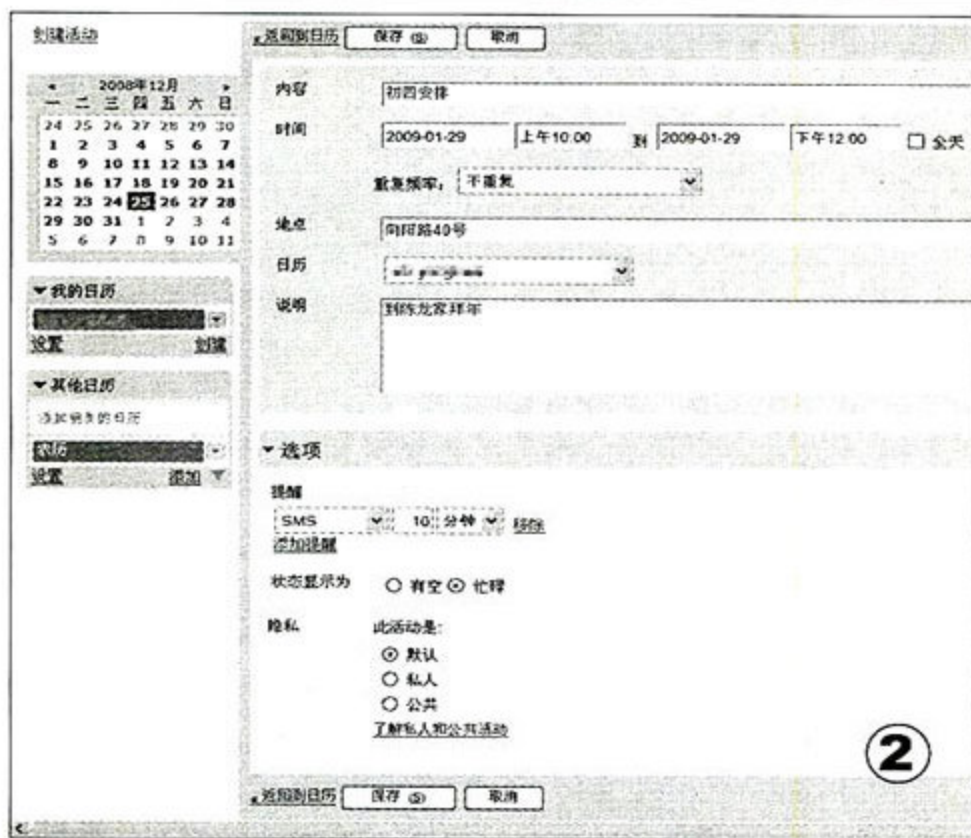 创建活动
« 2008年12月 »
一 二 三 四 五 六 日
24 25 26 27 28 29 30
1 2 3 4 5 6 7
8 9 10 11 12 13 14
15 16 17 18 19 20 21
22 23 24 25 26 27 28
29 30 31 1 2 3 4
5 6 7 8 9 10 11
▼我的日历
设置 创建
▼其他日历
添加朋友的日历
农历
设置 添加
返回到日历 保存 (S) 取消
内容 初四安排
时间 2009-01-29 上午10:00 到 2009-01-29 下午12:00 全天
重复频率: 不重复
地点 向阳路49号
日历
说明 到陈龙家拜年
▼选项
提醒
SMS 10 分钟 移除
添加提醒
状态显示为 有空 忙碌
隐私 此活动是:
默认
私人
公共
了解私人和公共活动
返回到日历 保存 (S) 取消
2